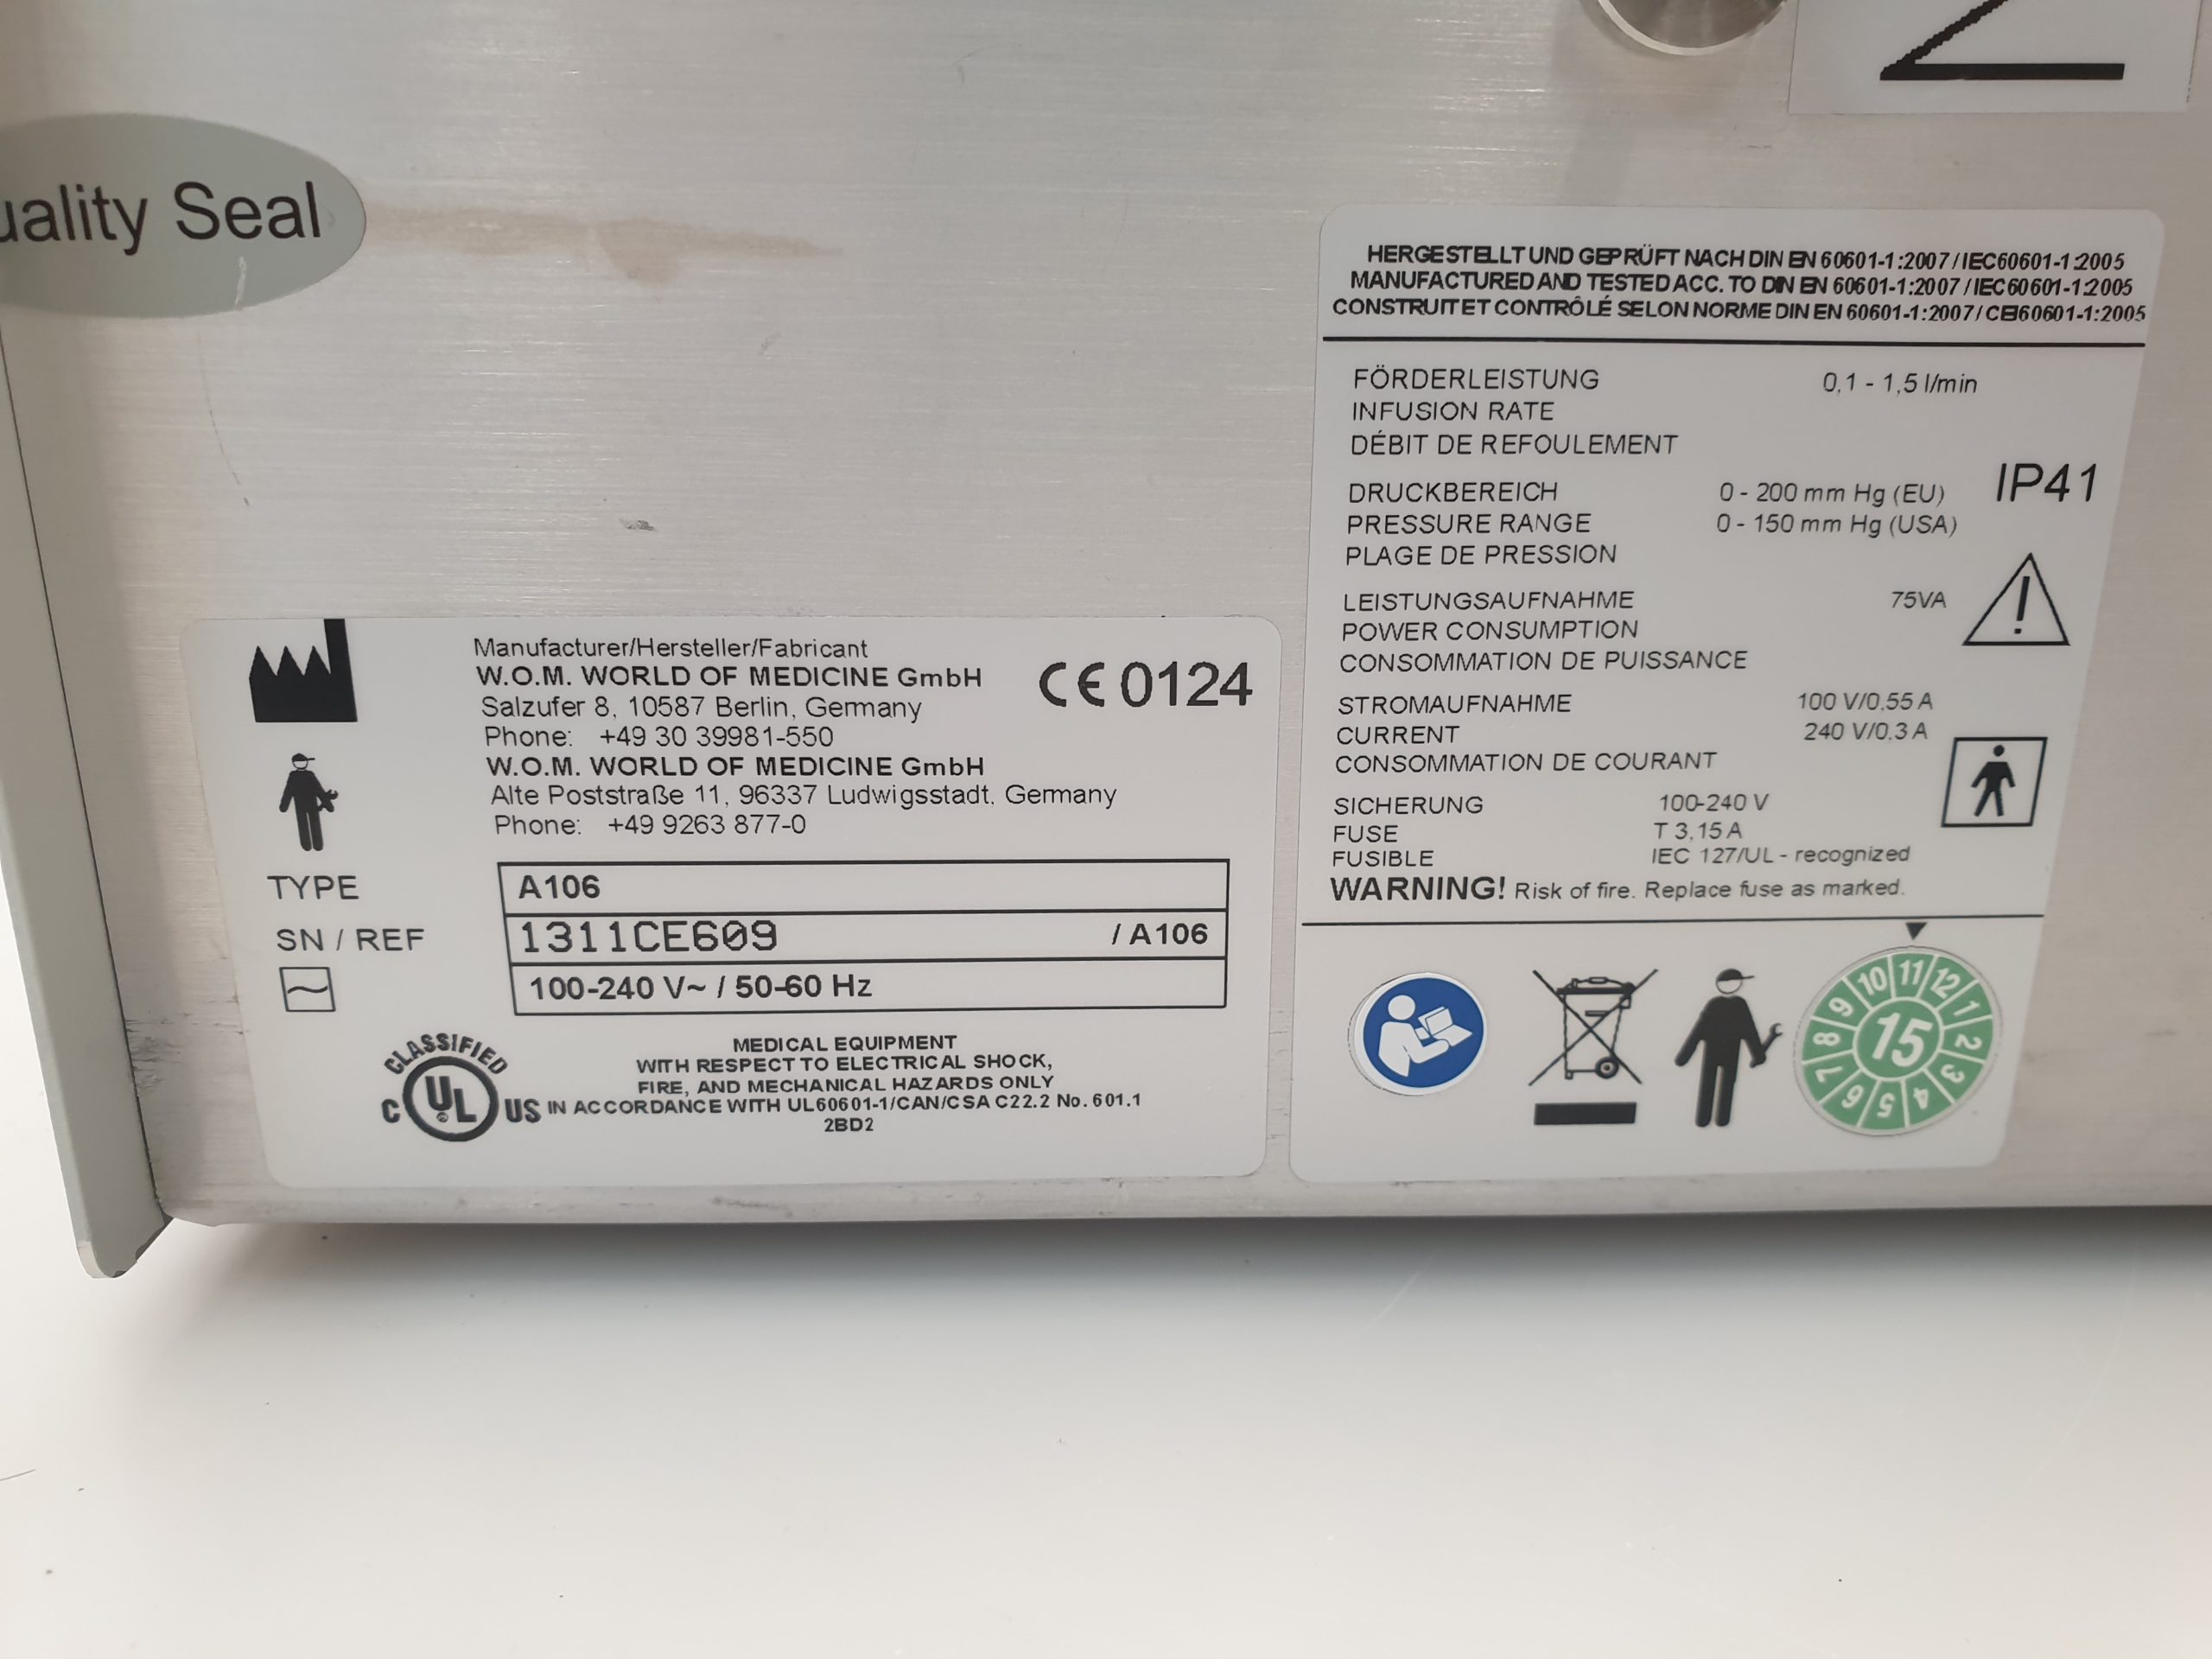 uality Seal
HERGESTELLT UND GEPRÜFT NACH DIN EN 60601-1:2007 / IEC60601-1:2005
MANUFACTURED AND TESTED ACC. TO DIN EN 60601-1:2007 / IEC60601-1:2005
CONSTRUIT ET CONTRÔLÉ SELON NORME DIN EN 60601-1:2007 / CEI60601-1:2005
FÖRDERLEISTUNG 0,1 - 1,5 l/min
INFUSION RATE
DÉBIT DE REFOULEMENT
IP41
DRUCKBEREICH 0 - 200 mm Hg (EU)
PRESSURE RANGE 0 - 150 mm Hg (USA)
PLAGE DE PRESSION
LEISTUNGSAUFNAHME 75VA
POWER CONSUMPTION
CONSOMMATION DE PUISSANCE
STROMAUFNAHME 100 V/0.55 A
CURRENT 240 V/0.3 A
CONSOMMATION DE COURANT
SICHERUNG 100-240 V
FUSE T 3,15 A
FUSIBLE IEC 127/UL - recognized
WARNING! Risk of fire. Replace fuse as marked.
10 11 12 1 2 3 4 5 6 7 8 9
15
Manufacturer/Hersteller/Fabricant
W.O.M. WORLD OF MEDICINE GmbH
Salzufer 8, 10587 Berlin, Germany
Phone: +49 30 39981-550
CE 0124
W.O.M. WORLD OF MEDICINE GmbH
Alte Poststraße 11, 96337 Ludwigsstadt, Germany
Phone: +49 9263 877-0
TYPE A106
SN / REF 1311CE609 / A106
100-240 V~ / 50-60 Hz
CLASSIFIED
C UL US
MEDICAL EQUIPMENT
WITH RESPECT TO ELECTRICAL SHOCK,
FIRE, AND MECHANICAL HAZARDS ONLY
IN ACCORDANCE WITH UL60601-1/CAN/CSA C22.2 No. 601.1
2BD2